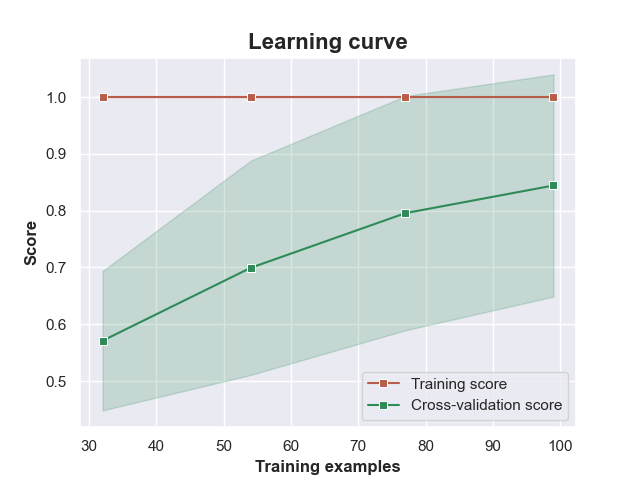 Learning curve
1.0
0.9
0.8
0.7
0.6
0.5
Score
30 40 50 60 70 80 90 100
Training examples
Training score
Cross-validation score